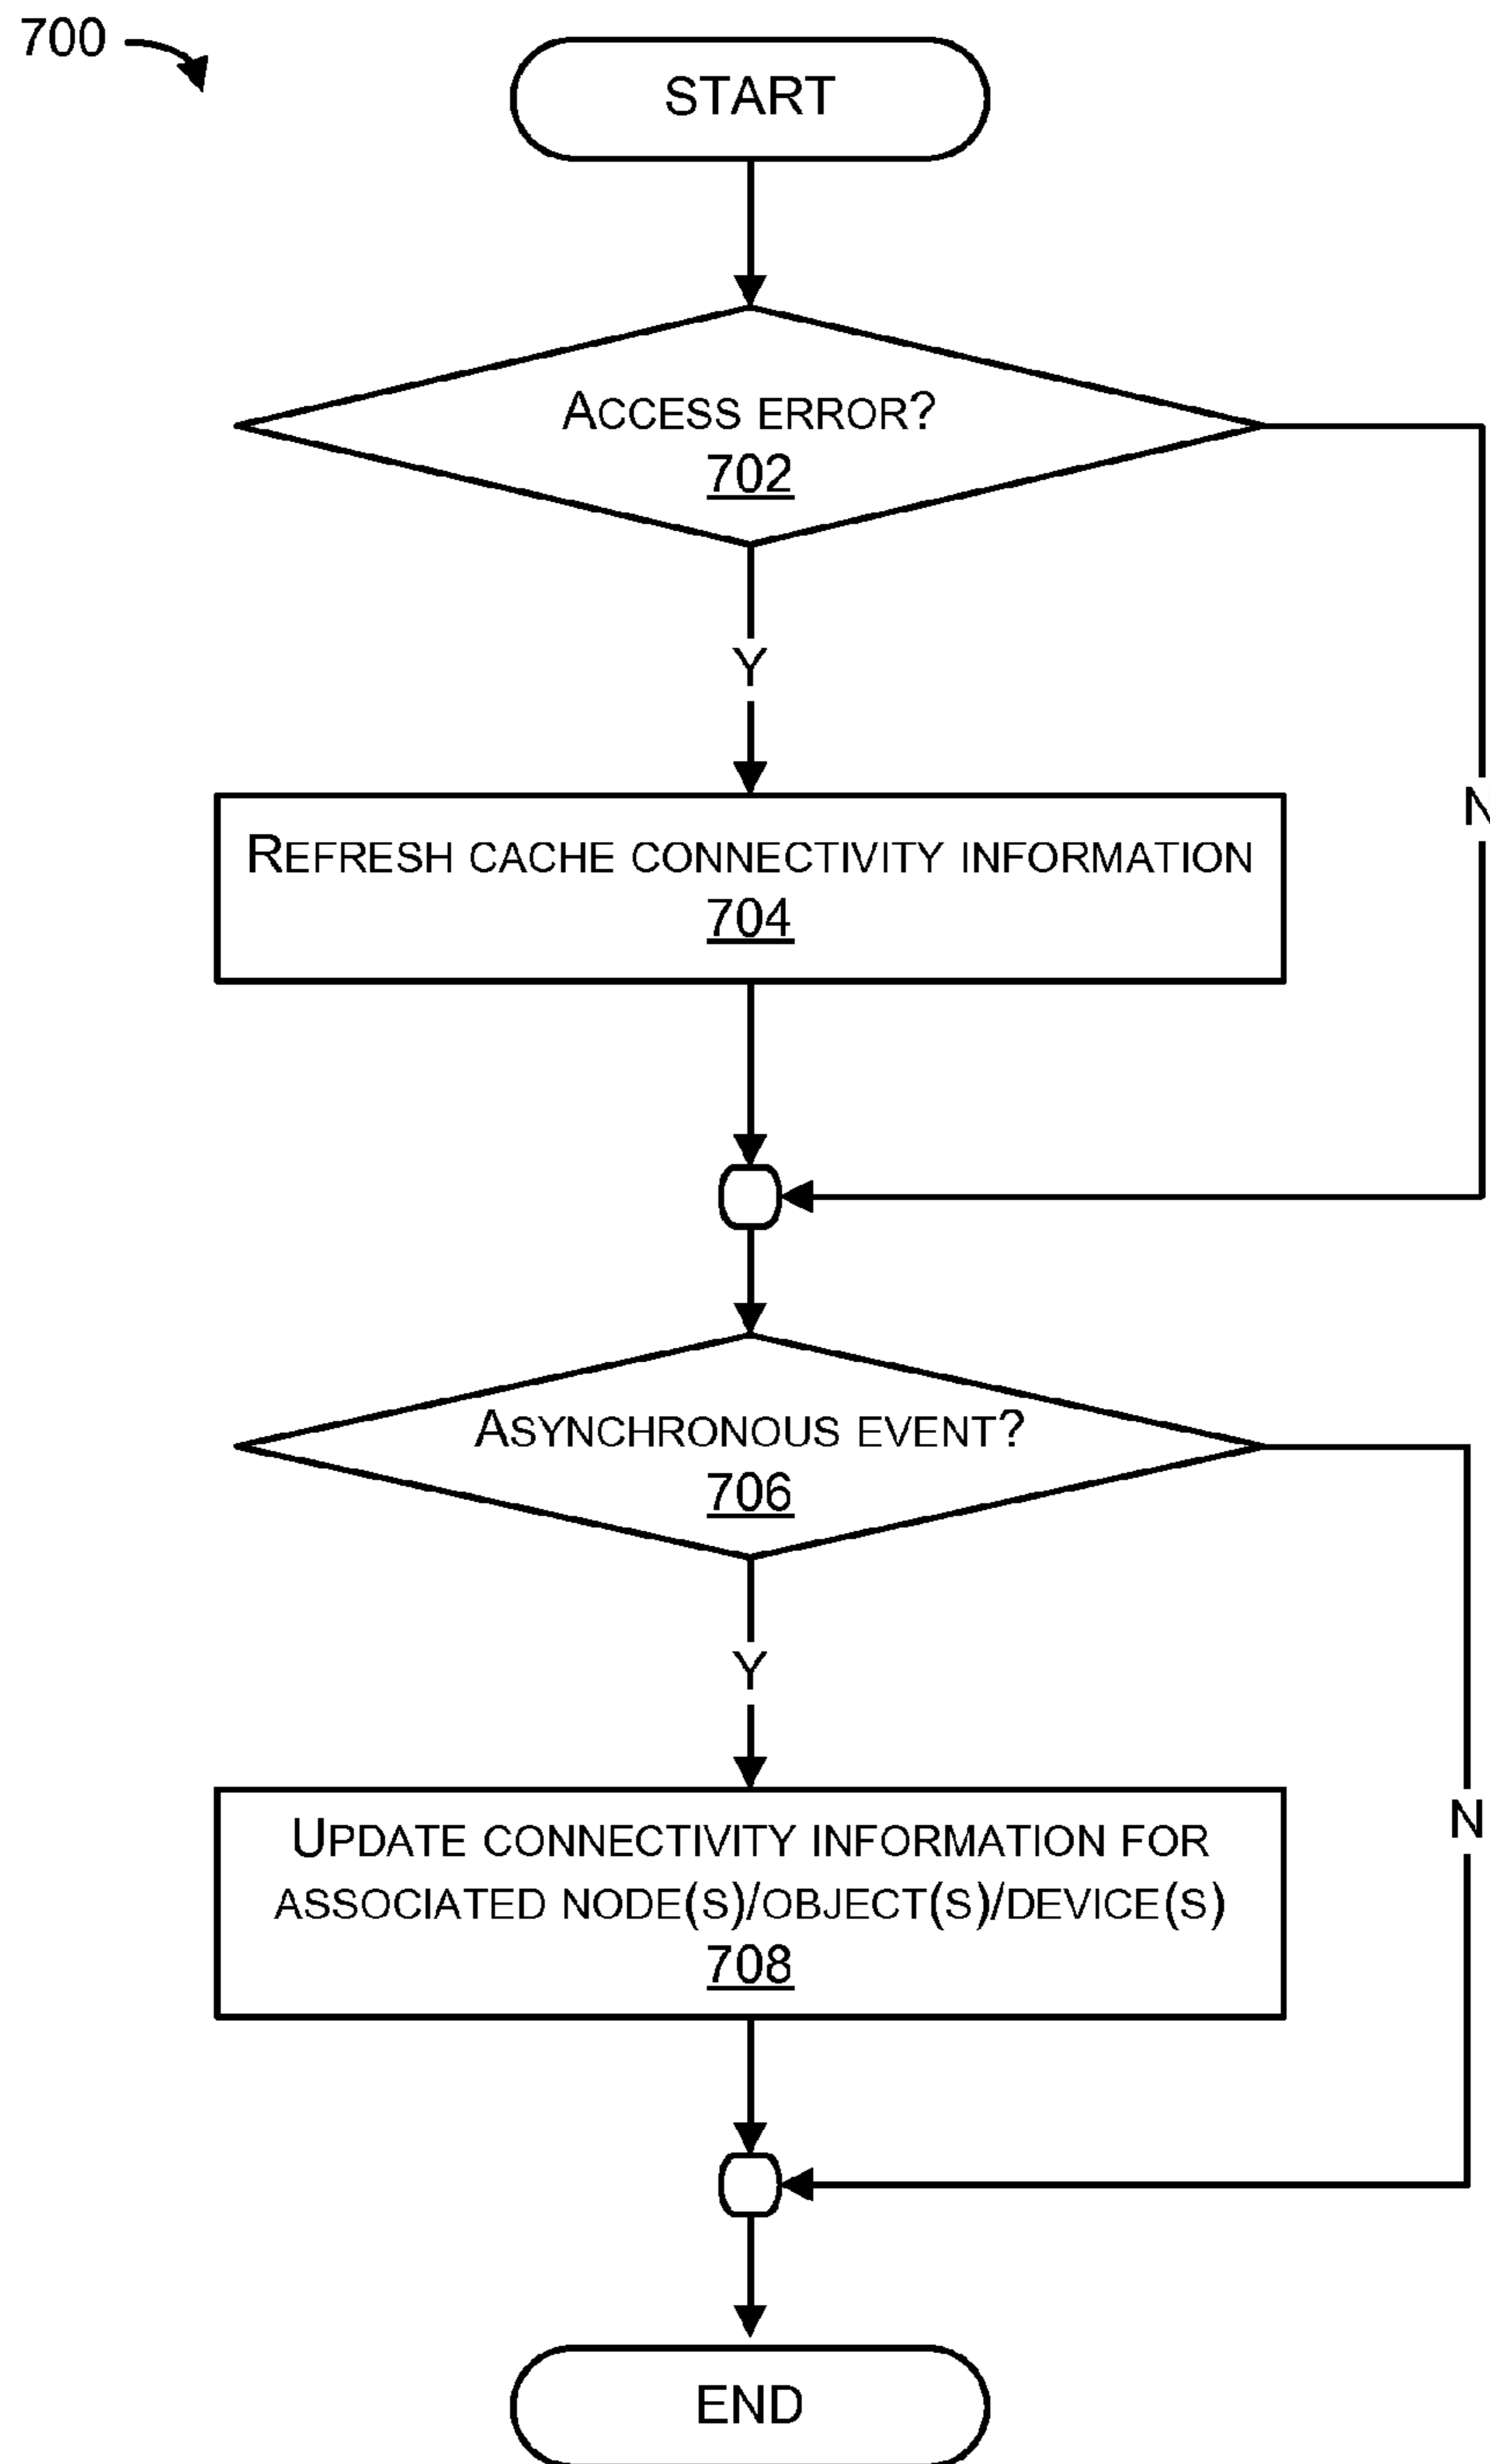 700
START
ACCESS ERROR?
702
Y
N
REFRESH CACHE CONNECTIVITY INFORMATION
704
ASYNCHRONOUS EVENT?
706
Y
N
UPDATE CONNECTIVITY INFORMATION FOR
ASSOCIATED NODE(S)/OBJECT(S)/DEVICE(S)
708
END